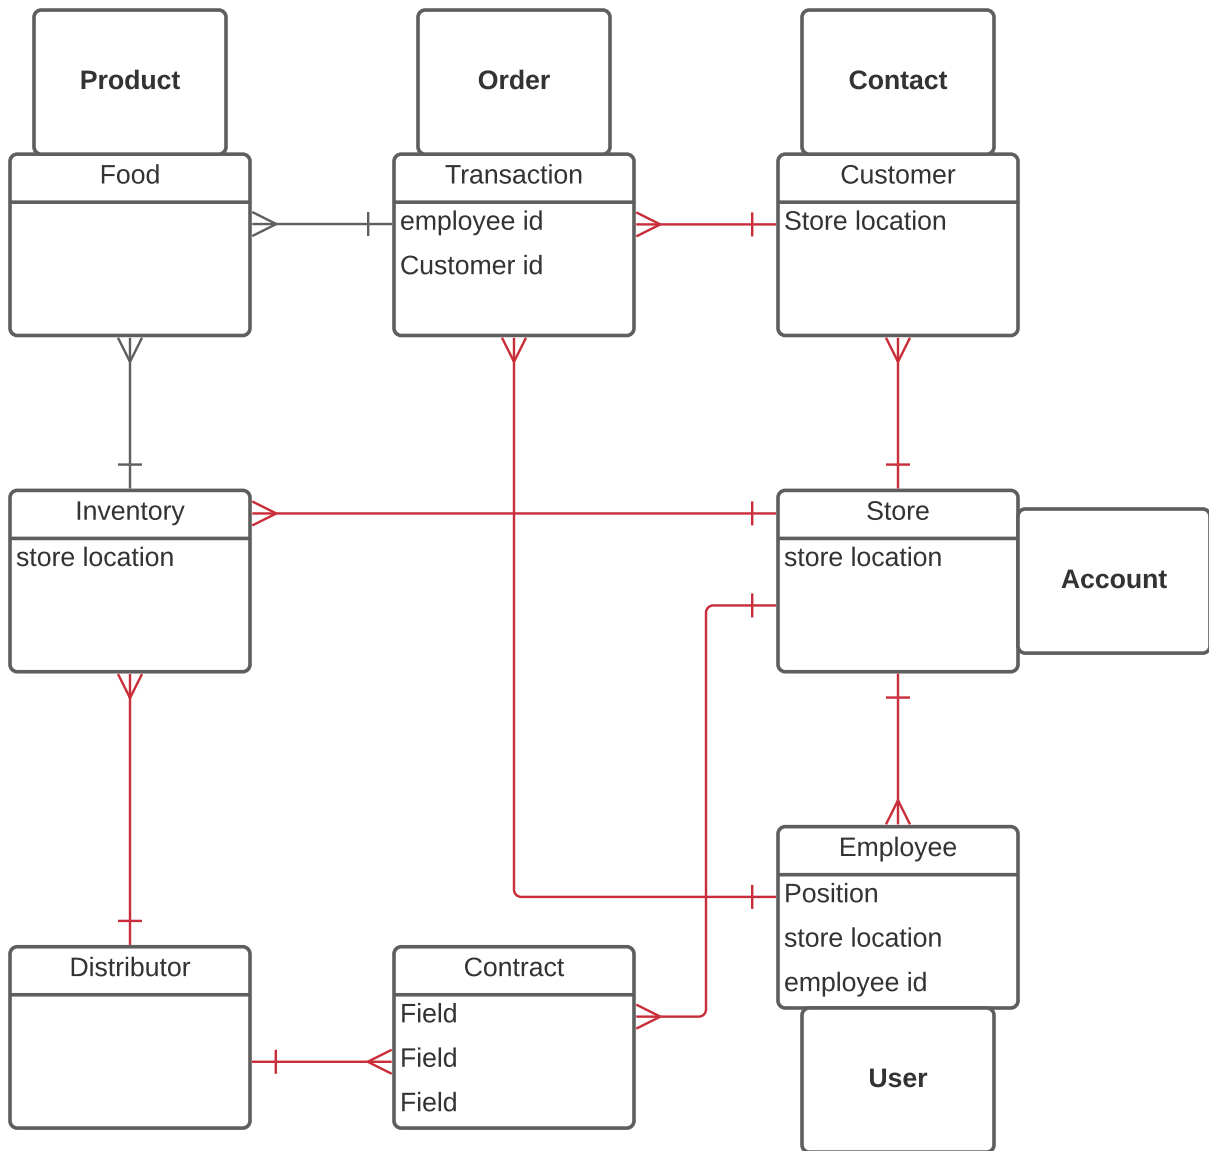 Product
Order
Contact
Food
Transaction
employee id
Customer id
Customer
Store location
Inventory
store location
Store
store location
Account
Employee
Position
store location
employee id
Distributor
Contract
Field
Field
Field
User